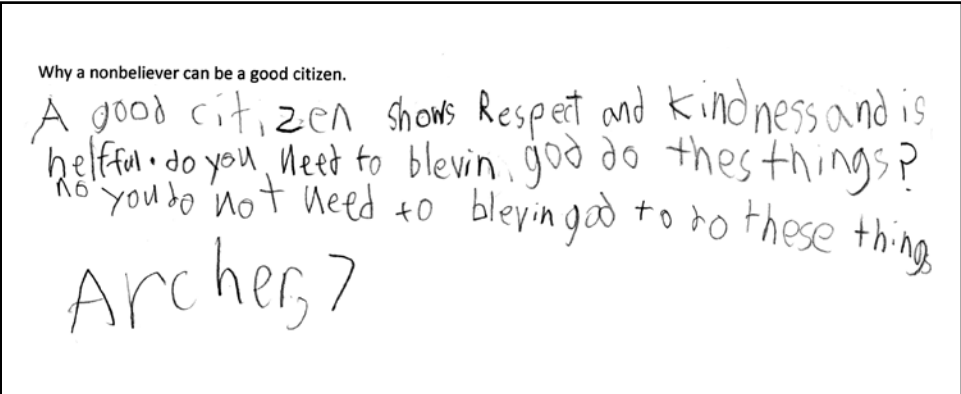 Why a nonbeliever can be a good citizen.
A good citizen shows Respect and kindness and is
helffful. do you need to blevin god do thes things?
no you do not need to blevin god to do these things
Archer, 7